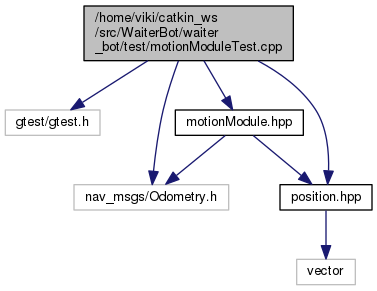 /home/viki/catkin_ws
/src/WaiterBot/waiter
_bot/test/motionModuleTest.cpp
gtest/gtest.h
motionModule.hpp
nav_msgs/Odometry.h
position.hpp
vector